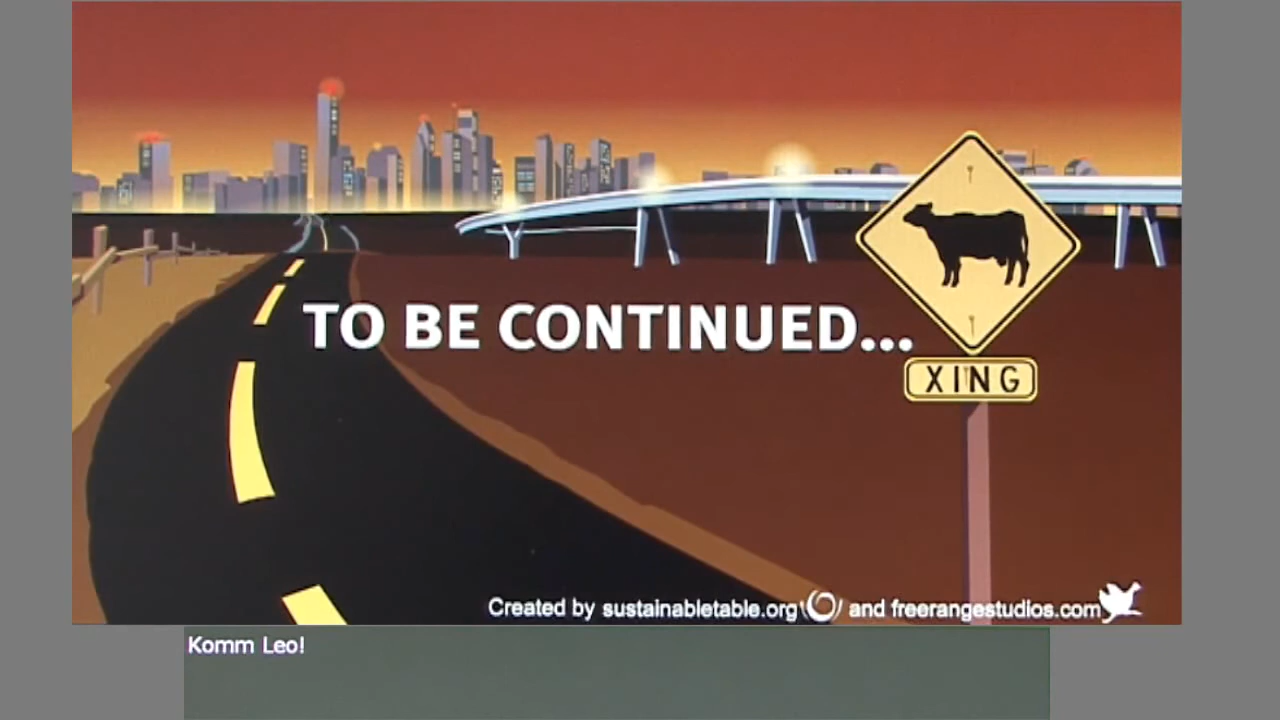 TO BE CONTINUED...
XING
Created by sustainabletable.org and freerangestudios.com
Komm Leo!